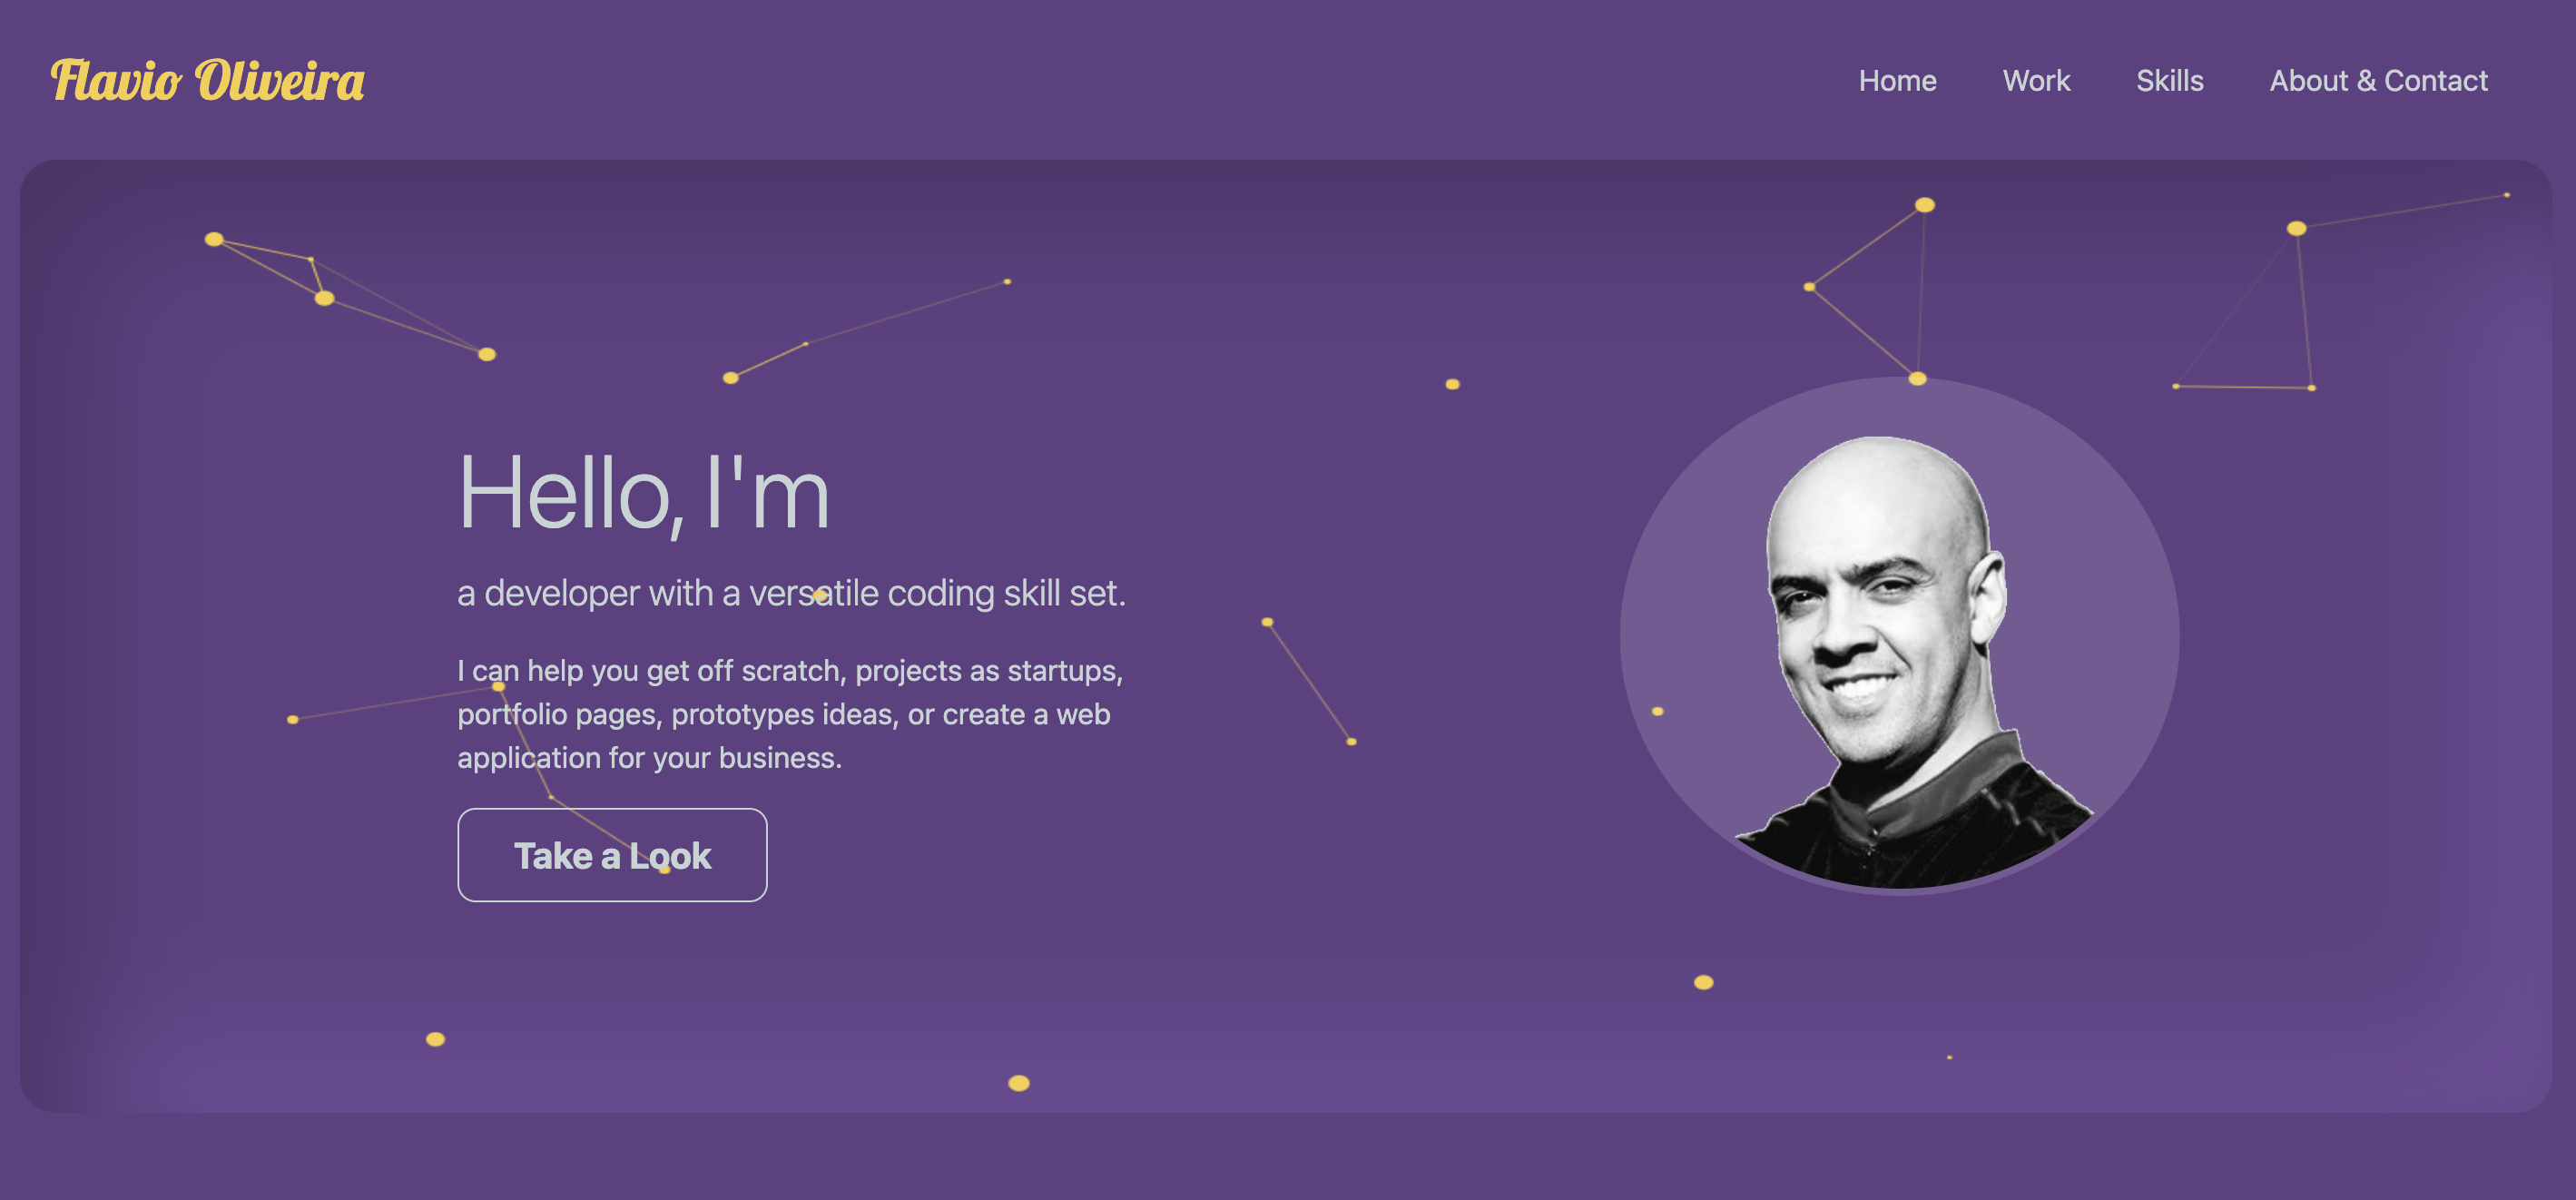 Flavio Oliveira
Home Work Skills About & Contact
Hello, I'm
a developer with a versatile coding skill set.
I can help you get off scratch, projects as startups,
portfolio pages, prototypes ideas, or create a web
application for your business.
Take a Look